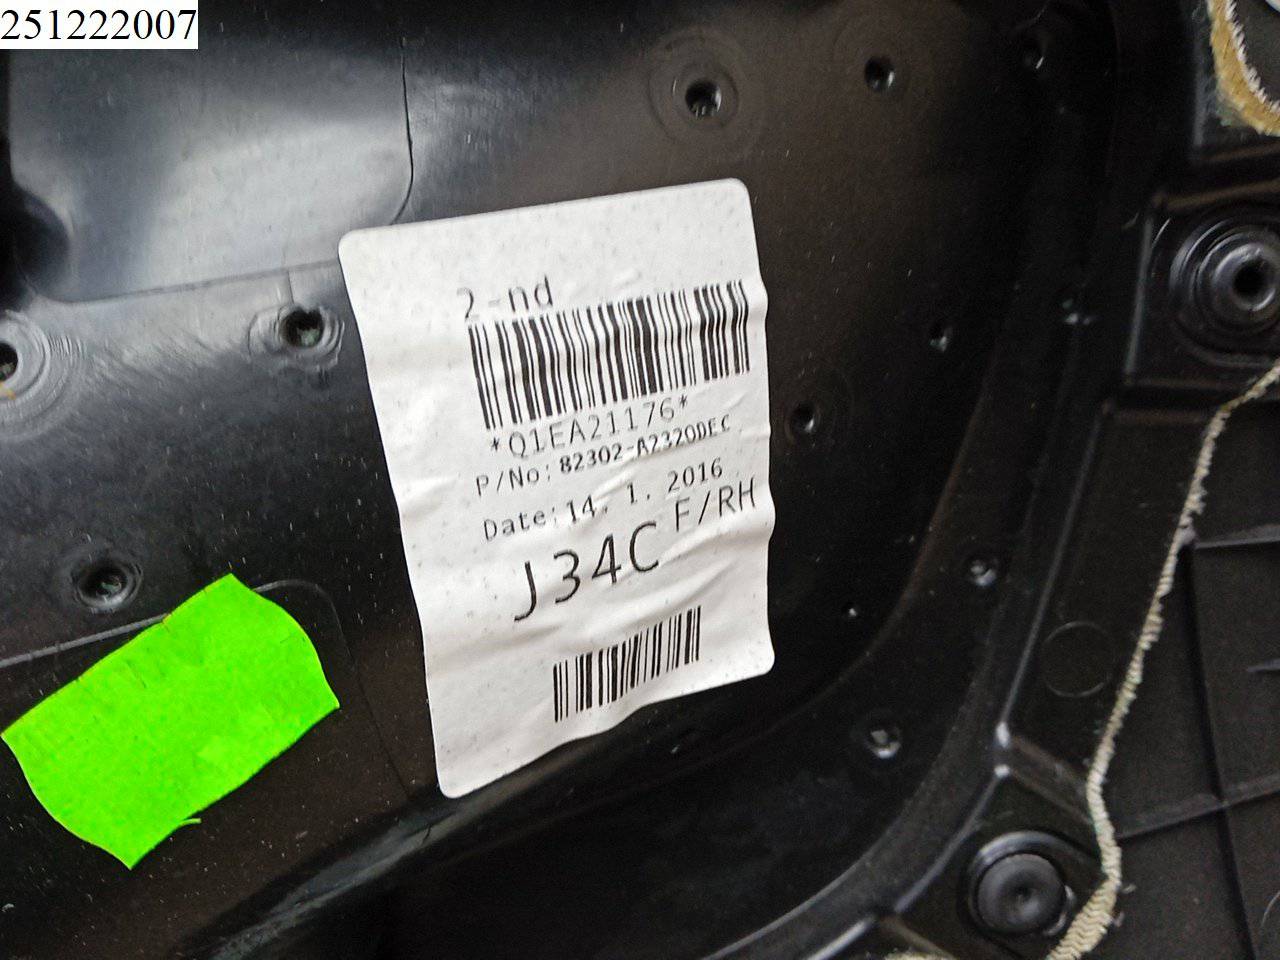 251222007
2-nd
*Q1EA21176*
P/No: 82302-A2320DEC
Date: 14. 1. 2016
J34C F/RH